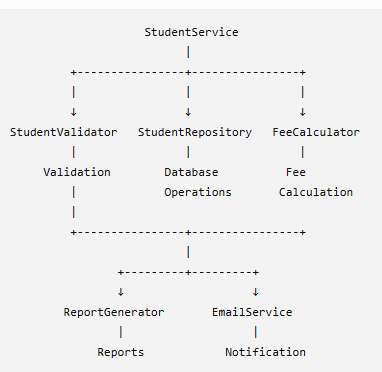 StudentService
|
+----------------+----------------+
| | |
↓ ↓ ↓
StudentValidator StudentRepository FeeCalculator
| | |
Validation Database Fee
| Operations Calculation
|
+----------------+----------------+
|
+---------+---------+
↓ ↓
ReportGenerator EmailService
| |
Reports Notification